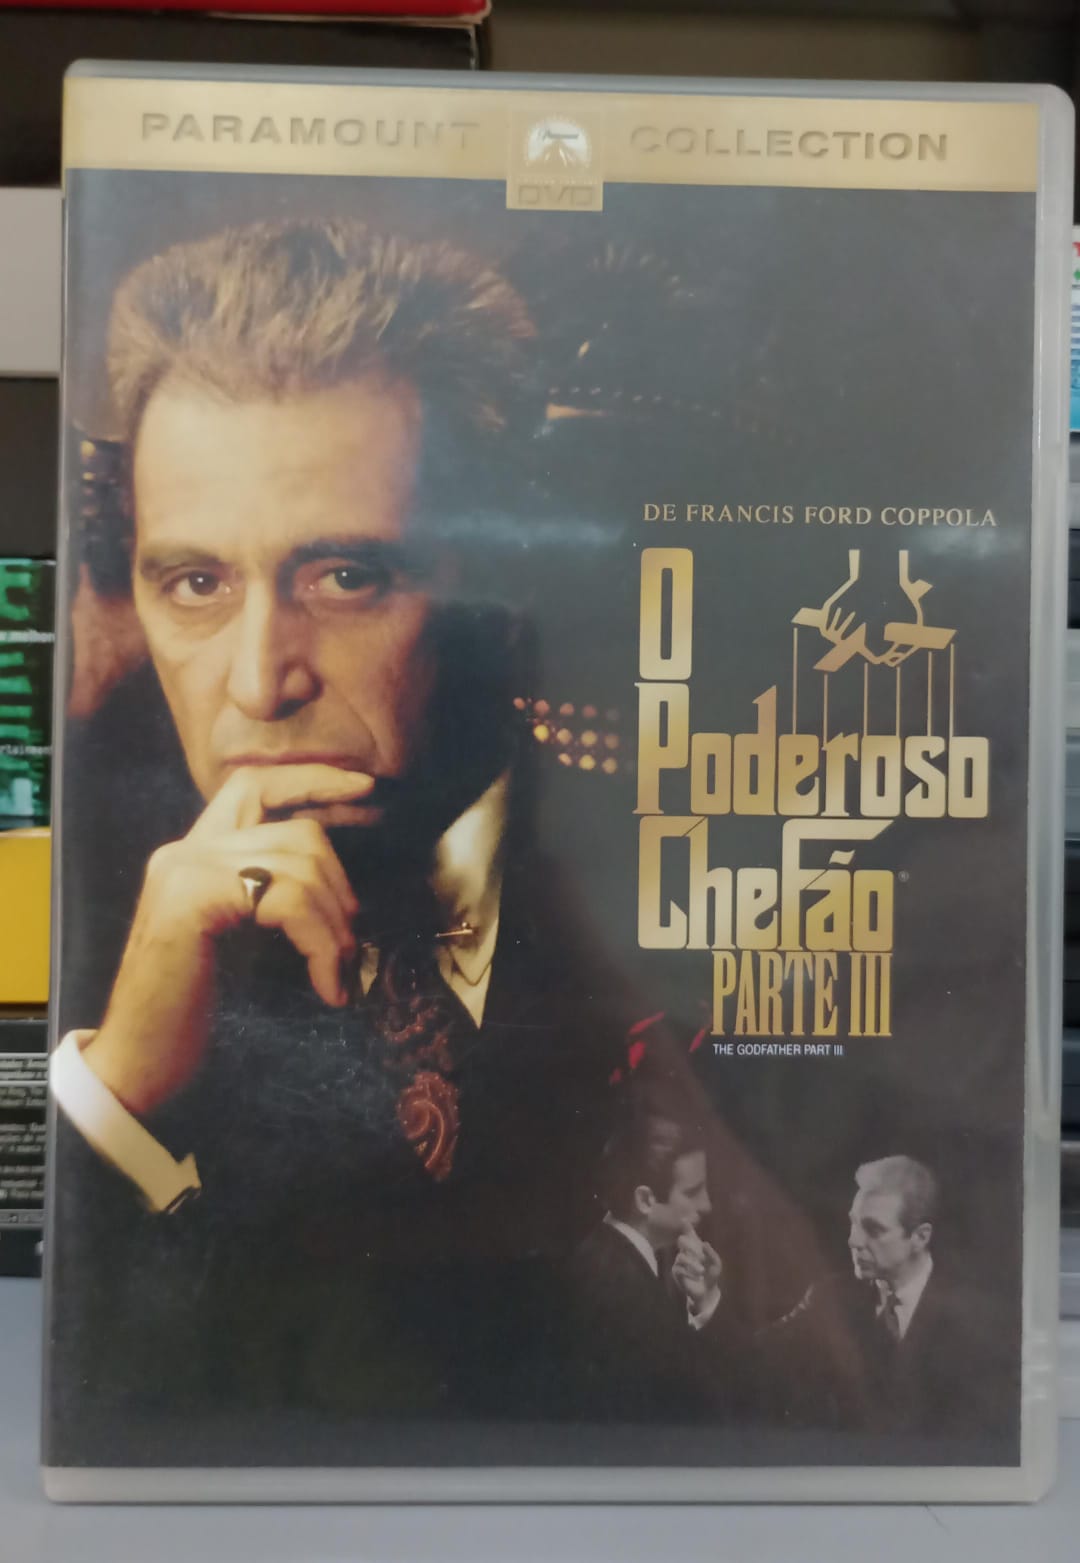 PARAMOUNT COLLECTION
DVD
DE FRANCIS FORD COPPOLA
O
Poderoso
Chefão®
PARTE III
THE GODFATHER PART III